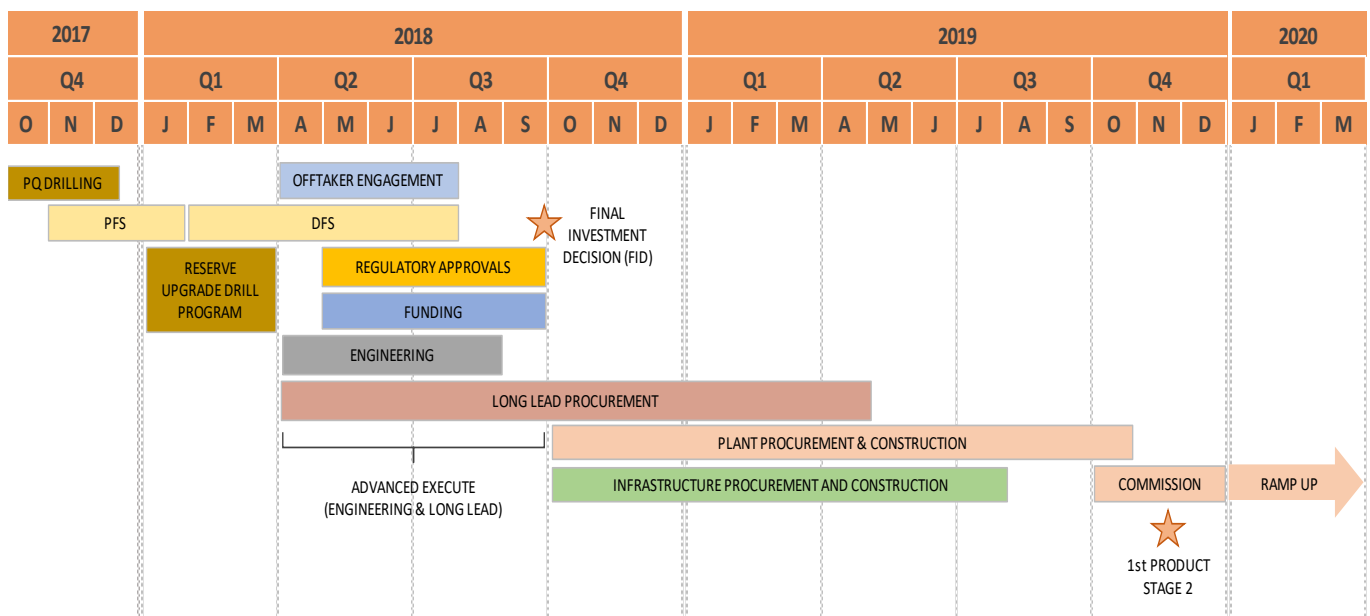 2017 2018 2019 2020
Q4 Q1 Q2 Q3 Q4 Q1 Q2 Q3 Q4 Q1
O N D J F M A M J J A S O N D J F M A M J J A S O N D J F M
PQ DRILLING
OFFTAKER ENGAGEMENT
PFS
DFS
FINAL
INVESTMENT
DECISION (FID)
RESERVE
UPGRADE DRILL
PROGRAM
REGULATORY APPROVALS
FUNDING
ENGINEERING
LONG LEAD PROCUREMENT
PLANT PROCUREMENT & CONSTRUCTION
ADVANCED EXECUTE
(ENGINEERING & LONG LEAD)
INFRASTRUCTURE PROCUREMENT AND CONSTRUCTION
COMMISSION
RAMP UP
1st PRODUCT
STAGE 2